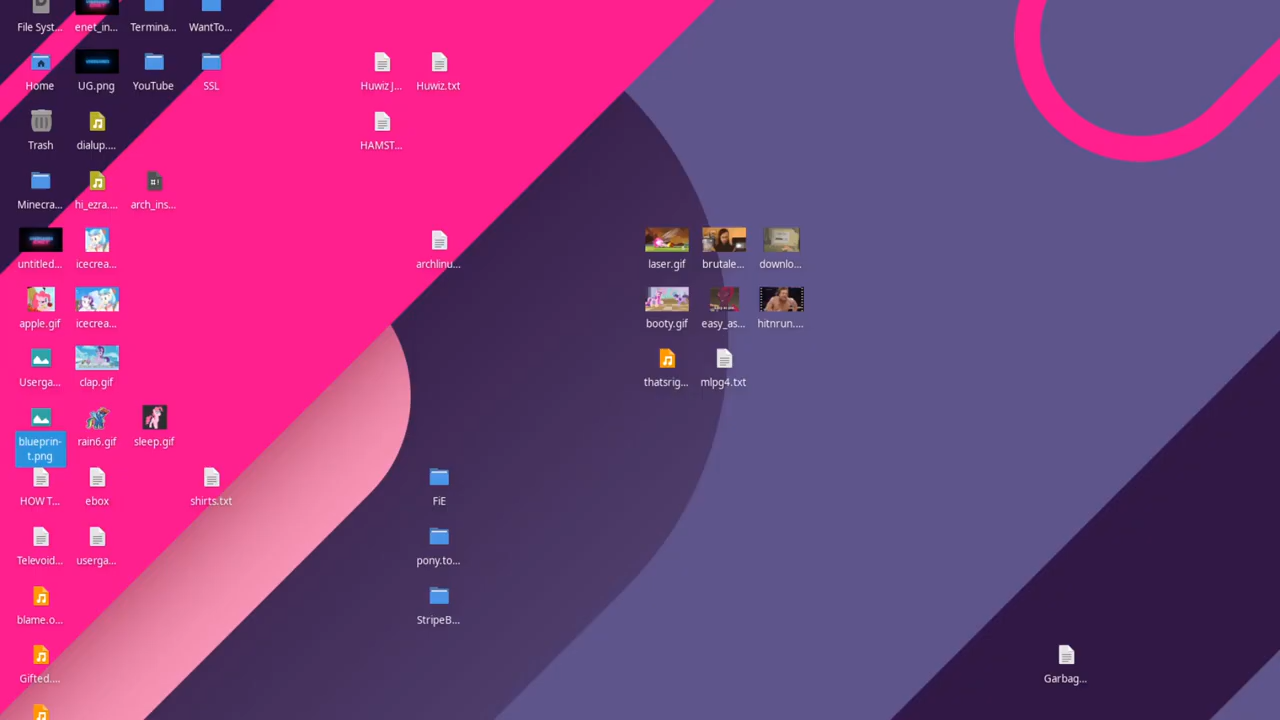 File Syst...
enet_in...
Termina...
WantTo...
Home
UG.png
YouTube
SSL
Huwiz J...
Huwiz.txt
Trash
dialup....
HAMST...
Minecra...
hi_ezra....
arch_ins...
untitled...
icecrea...
archlinu...
laser.gif
brutale...
downlo...
apple.gif
icecrea...
booty.gif
easy_as...
hitnrun....
Userga...
clap.gif
thatsrig...
mlpg4.txt
blueprin-
t.png
rain6.gif
sleep.gif
HOW T...
ebox
shirts.txt
FiE
Televoid...
userga...
pony.to...
blame.o...
StripeB...
Gifted....
Garbag...